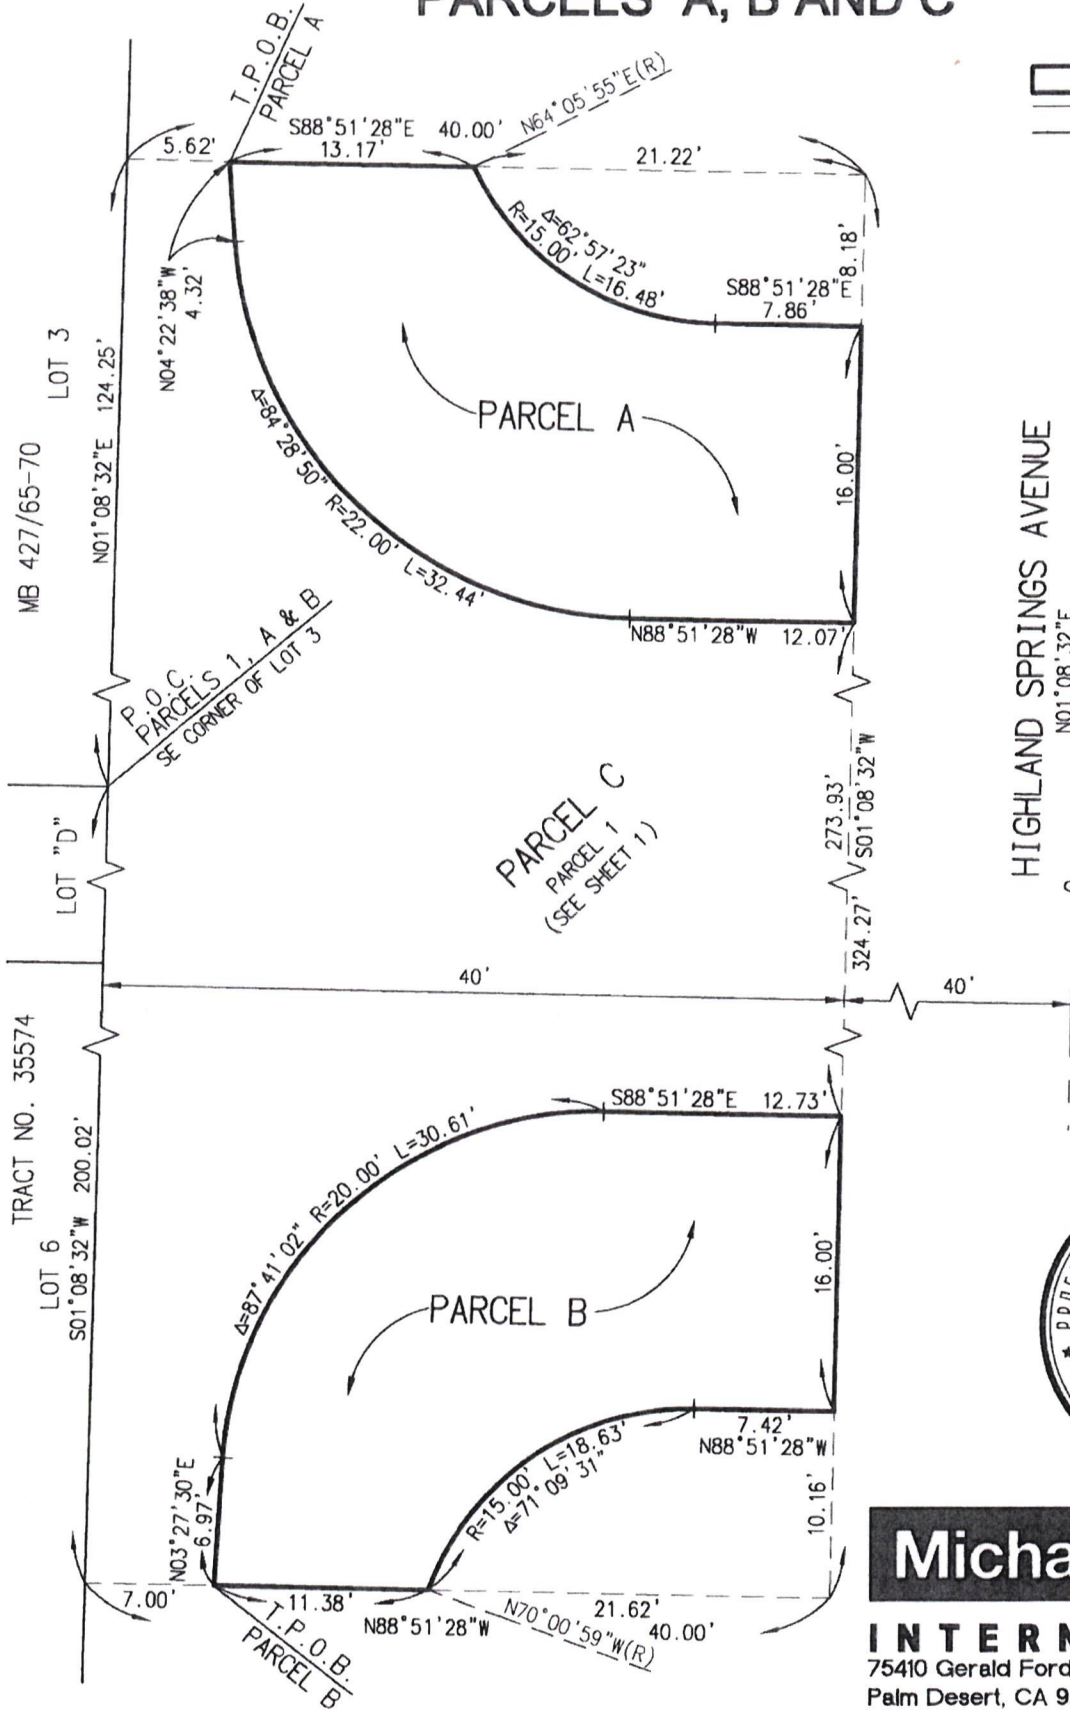 PARCELS A, B AND C
T.P.O.B.
PARCEL A
5.62'
S88°51'28"E 40.00'
13.17'
N64°05'55"E(R)
21.22'
Δ=62°57'23"
R=15.00' L=16.48'
8.18'
S88°51'28"E
7.86'
N04°22'38"W
4.32'
LOT 3
MB 427/65-70
N01°08'32"E 124.25'
PARCEL A
Δ=84°28'50" R=22.00' L=32.44'
16.00'
N88°51'28"W 12.07'
P.O.C.
PARCELS 1, A & B
SE CORNER OF LOT 3
HIGHLAND SPRINGS AVENUE
N01°08'32"E
273.93'
S01°08'32"W
324.27'
PARCEL C
PARCEL 1
(SEE SHEET 1)
LOT "D"
40'
40'
TRACT NO. 35574
LOT 6
S01°08'32"W 200.02'
S88°51'28"E 12.73'
Δ=87°41'02" R=20.00' L=30.61'
PARCEL B
16.00'
7.42'
N88°51'28"W
R=15.00' L=18.63'
Δ=71°09'31"
10.16'
N03°27'30"E
6.97'
7.00'
11.38'
N88°51'28"W
21.62'
40.00'
N70°00'59"W(R)
T.P.O.B.
PARCEL B
Micha
INTERN
75410 Gerald Ford
Palm Desert, CA 9